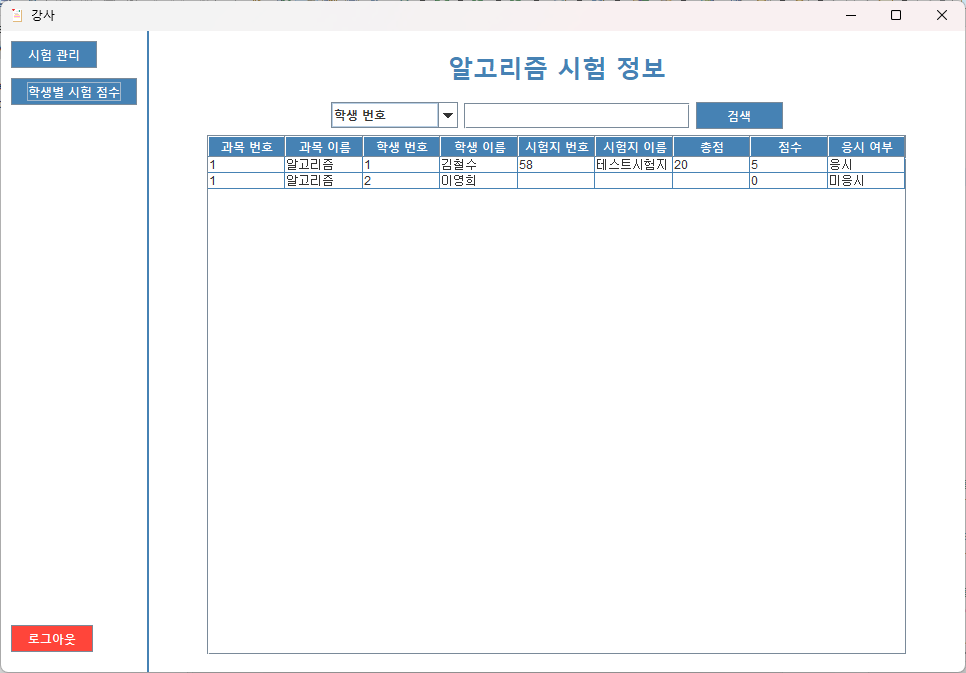 강사
시험 관리
학생별 시험 점수
알고리즘 시험 정보
학생 번호 검색
과목 번호 과목 이름 학생 번호 학생 이름 시험지 번호 시험지 이름 총점 점수 응시 여부
1 알고리즘 1 김철수 58 테스트시험지 20 5 응시
1 알고리즘 2 이영희 0 미응시
로그아웃